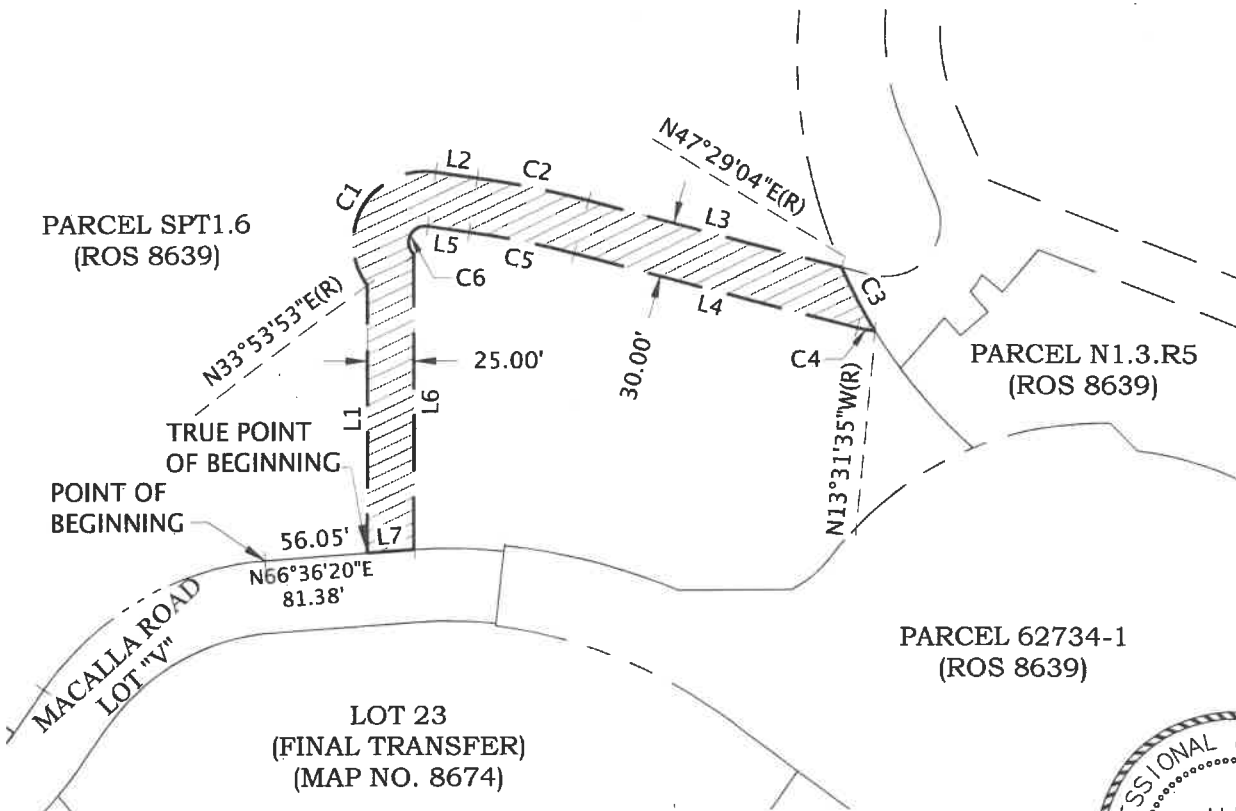 N47°29'04"E(R)
L2
C2
C1
L3
PARCEL SPT1.6
(ROS 8639)
L5
C5
C6
C3
L4
N33°53'53"E(R)
25.00'
30.00'
C4
PARCEL N1.3.R5
(ROS 8639)
L1
L6
TRUE POINT
OF BEGINNING
N13°31'35"W(R)
POINT OF
BEGINNING
56.05'
L7
N66°36'20"E
81.38'
MACALLA ROAD
LOT "V"
PARCEL 62734-1
(ROS 8639)
LOT 23
(FINAL TRANSFER)
(MAP NO. 8674)
SSIONAL